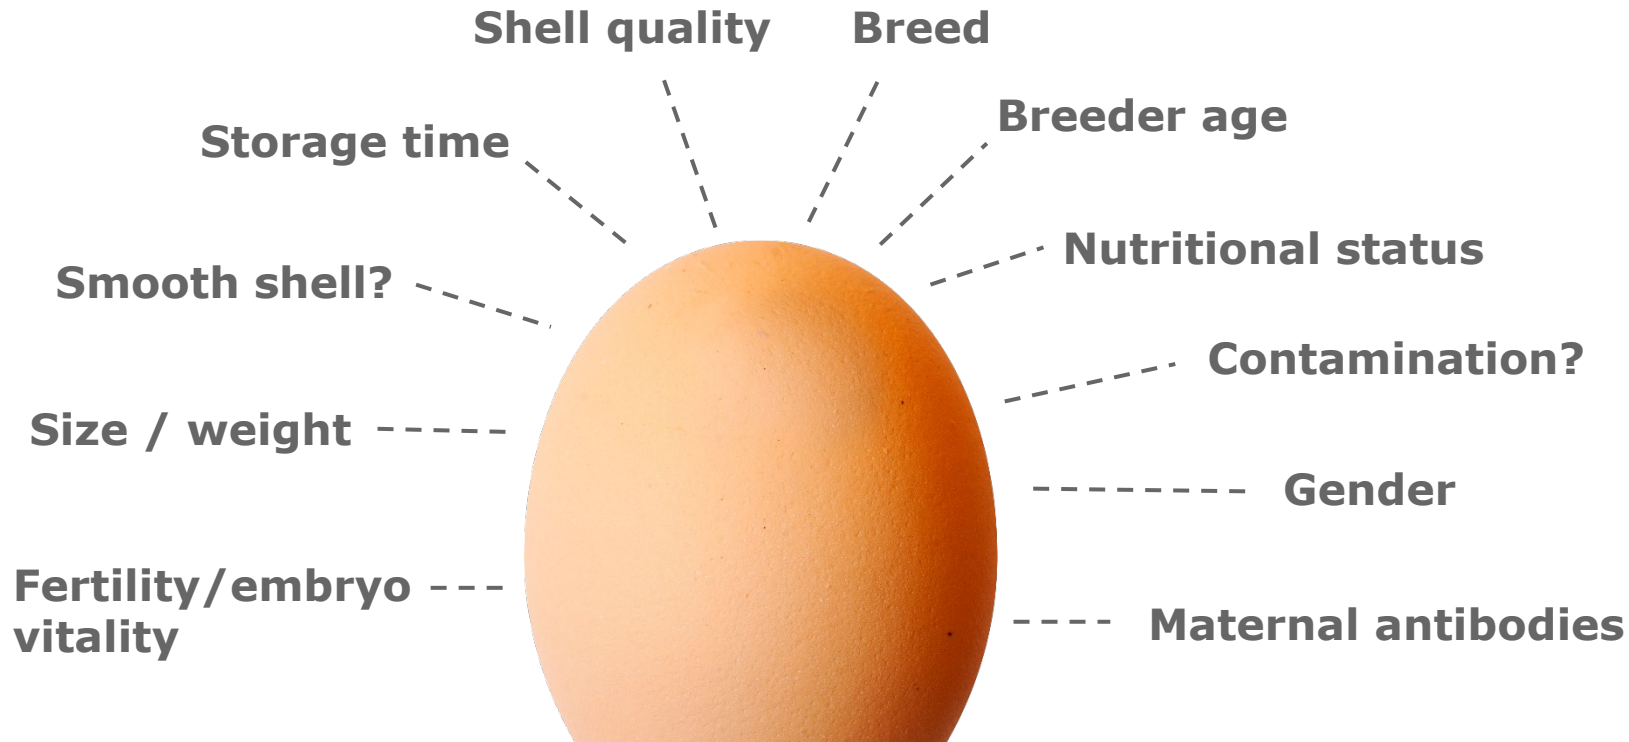 Shell quality
Breed
Breeder age
Storage time
Nutritional status
Smooth shell?
Contamination?
Size / weight
Gender
Fertility/embryo
vitality
Maternal antibodies